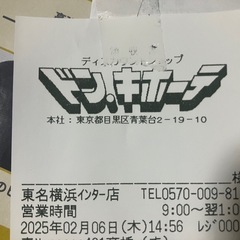 ディスカウントショップ
ドン.キホーテ
本社:東京都目黒区青葉台2-19-10
東名横浜インター店 TEL0570-009-81
営業時間 9:00~翌1:0
2025年02月06日(木)14:56 レジ000